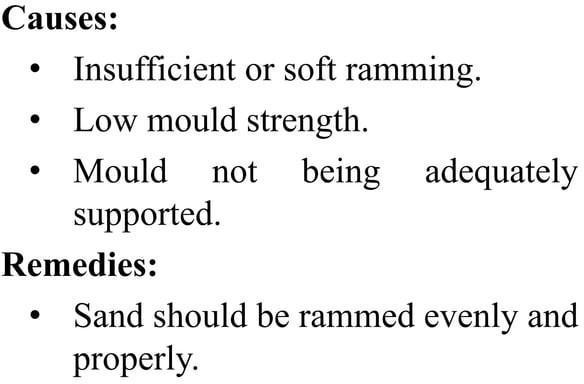 Causes:
• Insufficient or soft ramming.
• Low mould strength.
• Mould not being adequately
supported.
Remedies:
• Sand should be rammed evenly and
properly.